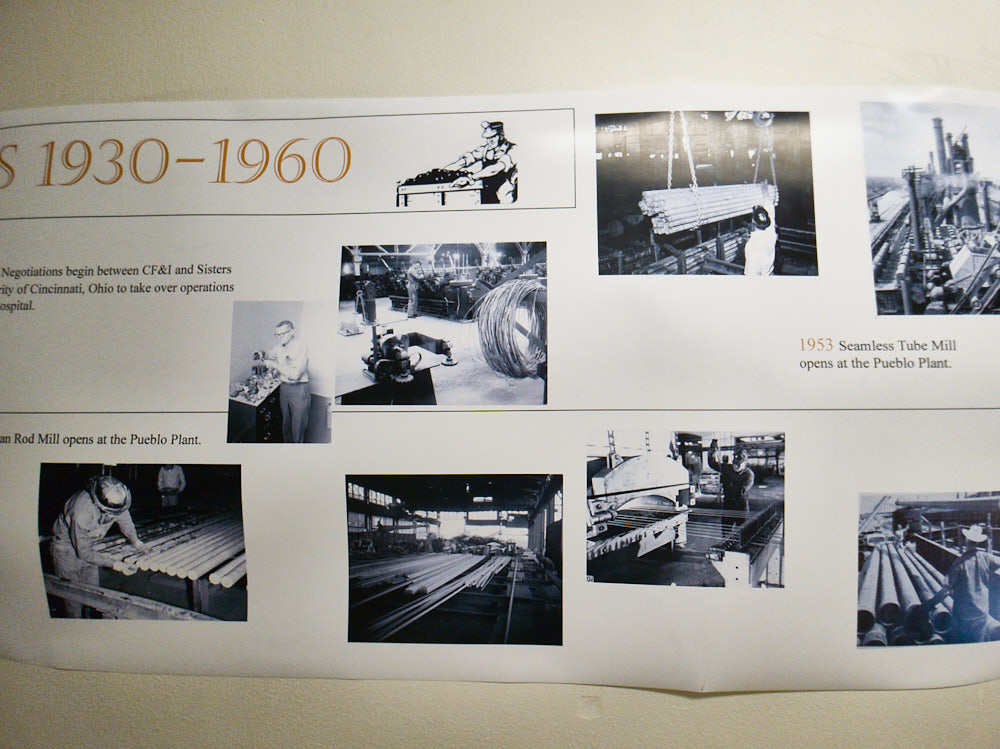 S 1930–1960
Negotiations begin between CF&I and Sisters
rity of Cincinnati, Ohio to take over operations
ospital.
1953 Seamless Tube Mill
opens at the Pueblo Plant.
an Rod Mill opens at the Pueblo Plant.